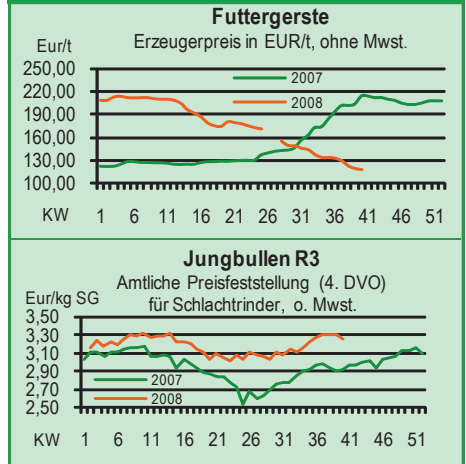 Futtergerste
Eur/t
Erzeugerpreis in EUR/t, ohne Mwst.
250,00
220,00
190,00
160,00
130,00
100,00
2007
2008
KW 1 6 11 16 21 26 31 36 41 46 51
Jungbullen R3
Amtliche Preisfeststellung (4. DVO)
Eur/kg SG
für Schlachtrinder, o. Mwst.
3,50
3,30
3,10
2,90
2,70
2,50
2007
2008
KW 1 6 11 16 21 26 31 36 41 46 51